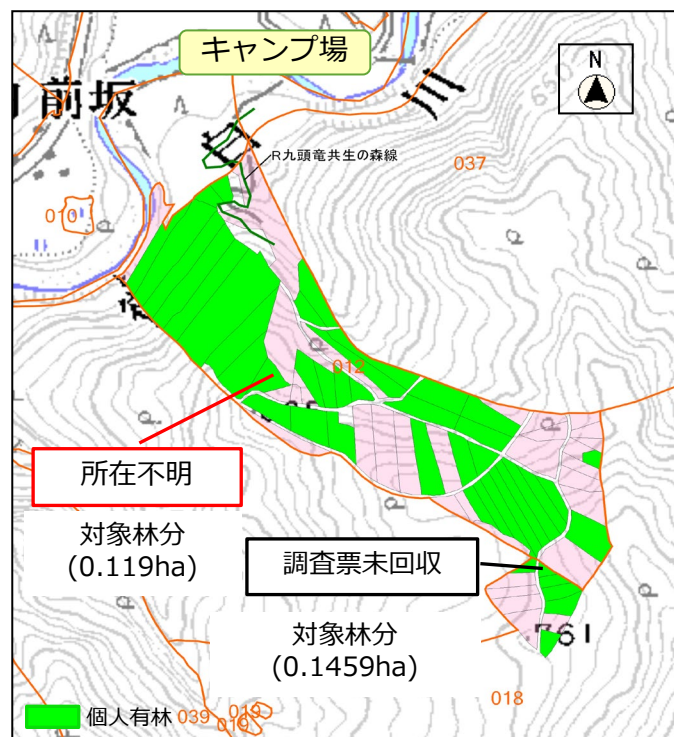 キャンプ場
N
前坂
R九頭竜共生の森線
037
012
所在不明
対象林分
(0.119ha)
調査票未回収
対象林分
(0.1459ha)
761
018
個人有林
039